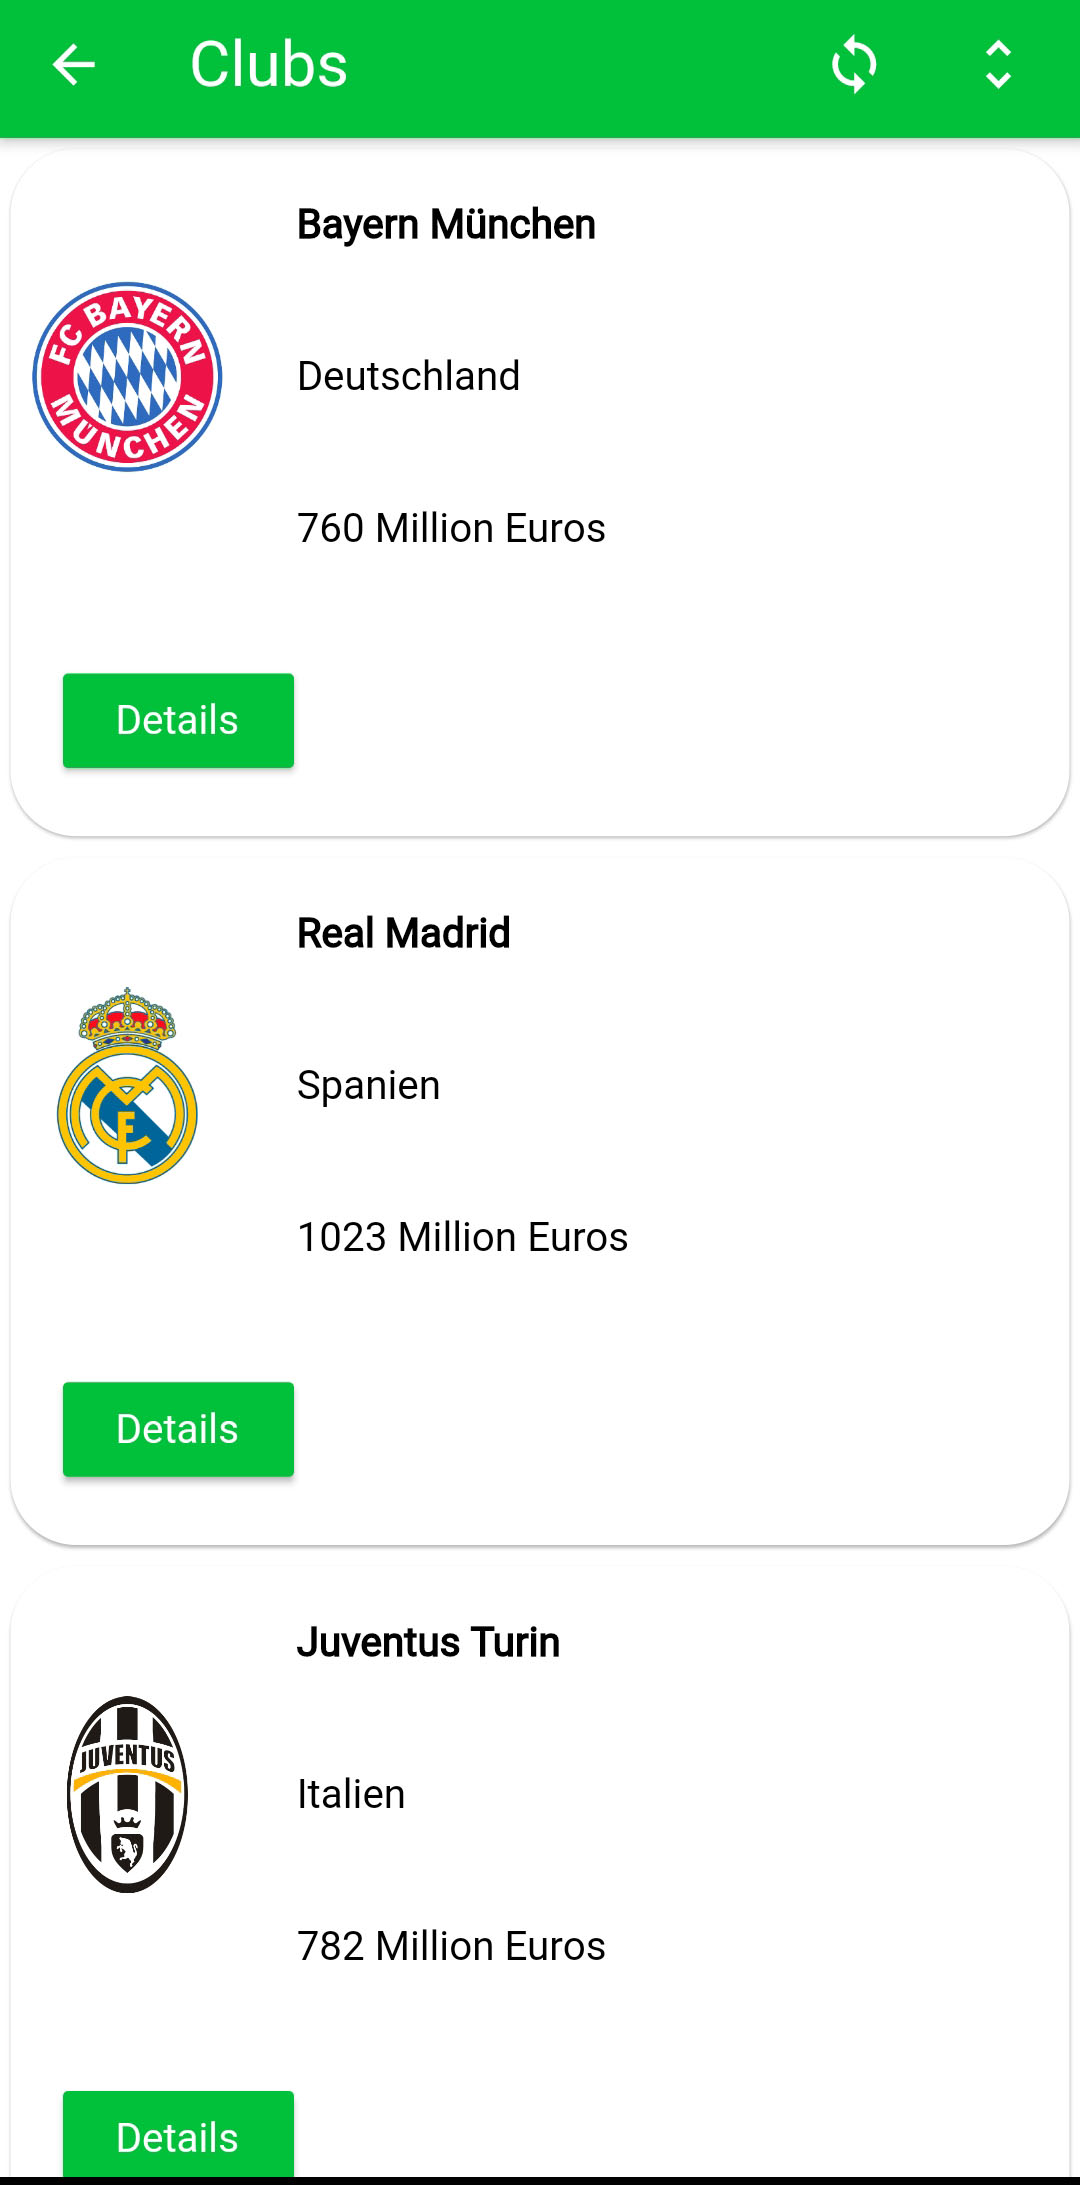 Clubs
Bayern München
FC BAYERN
MÜNCHEN
Deutschland
760 Million Euros
Details
Real Madrid
Spanien
1023 Million Euros
Details
Juventus Turin
JUVENTUS
Italien
782 Million Euros
Details